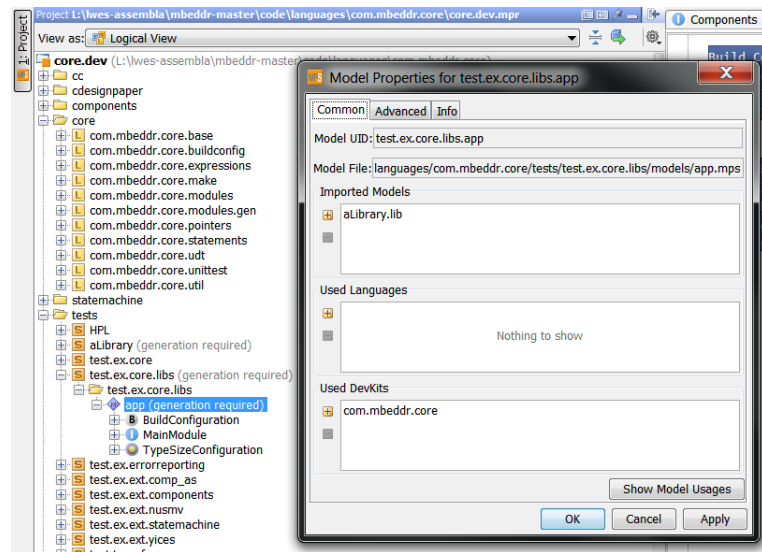 Project L:\lwes-assembla\mbeddr-master\code\languages\com.mbeddr.core\core.dev.mpr
1: Project
View as: Logical View
Components
core.dev (L:\lwes-assembla\mbeddr-master\code\languages\com.mbeddr.core)
cc
cdesignpaper
components
core
com.mbeddr.core.base
com.mbeddr.core.buildconfig
com.mbeddr.core.expressions
com.mbeddr.core.make
com.mbeddr.core.modules
com.mbeddr.core.modules.gen
com.mbeddr.core.pointers
com.mbeddr.core.statements
com.mbeddr.core.udt
com.mbeddr.core.unittest
com.mbeddr.core.util
statemachine
tests
HPL
aLibrary (generation required)
test.ex.core
test.ex.core.libs (generation required)
test.ex.core.libs
app (generation required)
BuildConfiguration
MainModule
TypeSizeConfiguration
test.ex.errorreporting
test.ex.ext.comp_as
test.ex.ext.components
test.ex.ext.nusmv
test.ex.ext.statemachine
test.ex.ext.yices
Model Properties for test.ex.core.libs.app
Common Advanced Info
Model UID: test.ex.core.libs.app
Model File: languages/com.mbeddr.core/tests/test.ex.core.libs/models/app.mps
Imported Models
aLibrary.lib
Used Languages
Nothing to show
Used DevKits
com.mbeddr.core
Show Model Usages
OK Cancel Apply